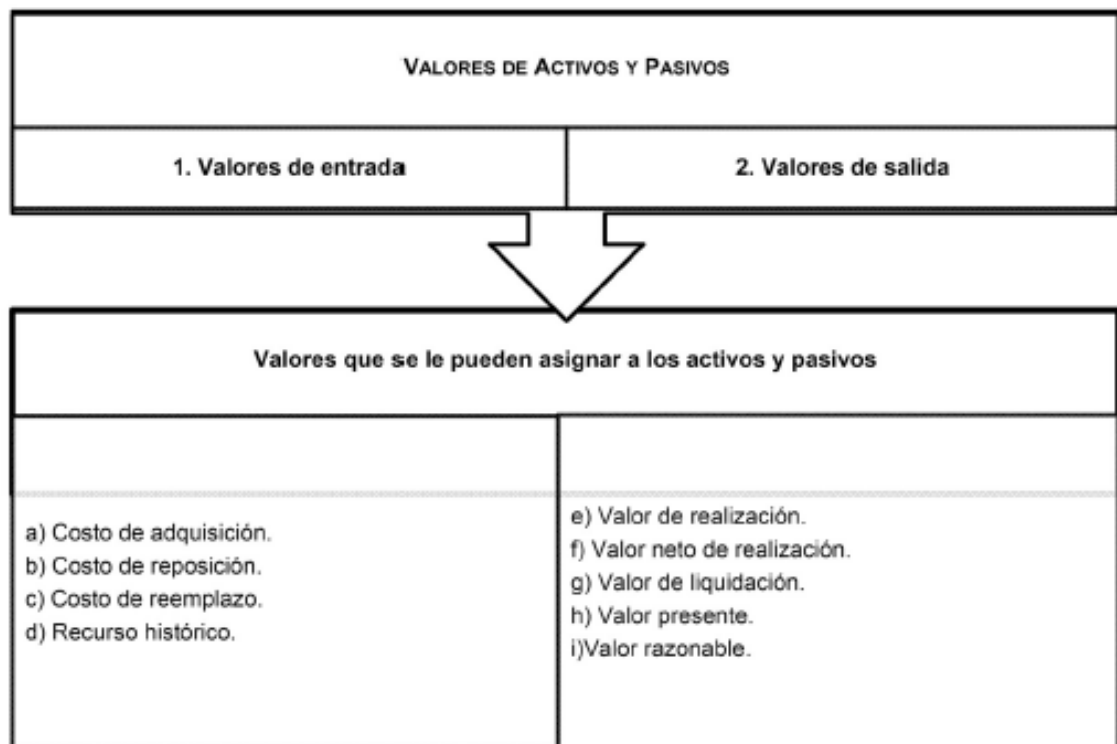 VALORES DE ACTIVOS Y PASIVOS
1. Valores de entrada
2. Valores de salida
Valores que se le pueden asignar a los activos y pasivos
a) Costo de adquisición.
b) Costo de reposición.
c) Costo de reemplazo.
d) Recurso histórico.
e) Valor de realización.
f) Valor neto de realización.
g) Valor de liquidación.
h) Valor presente.
i)Valor razonable.